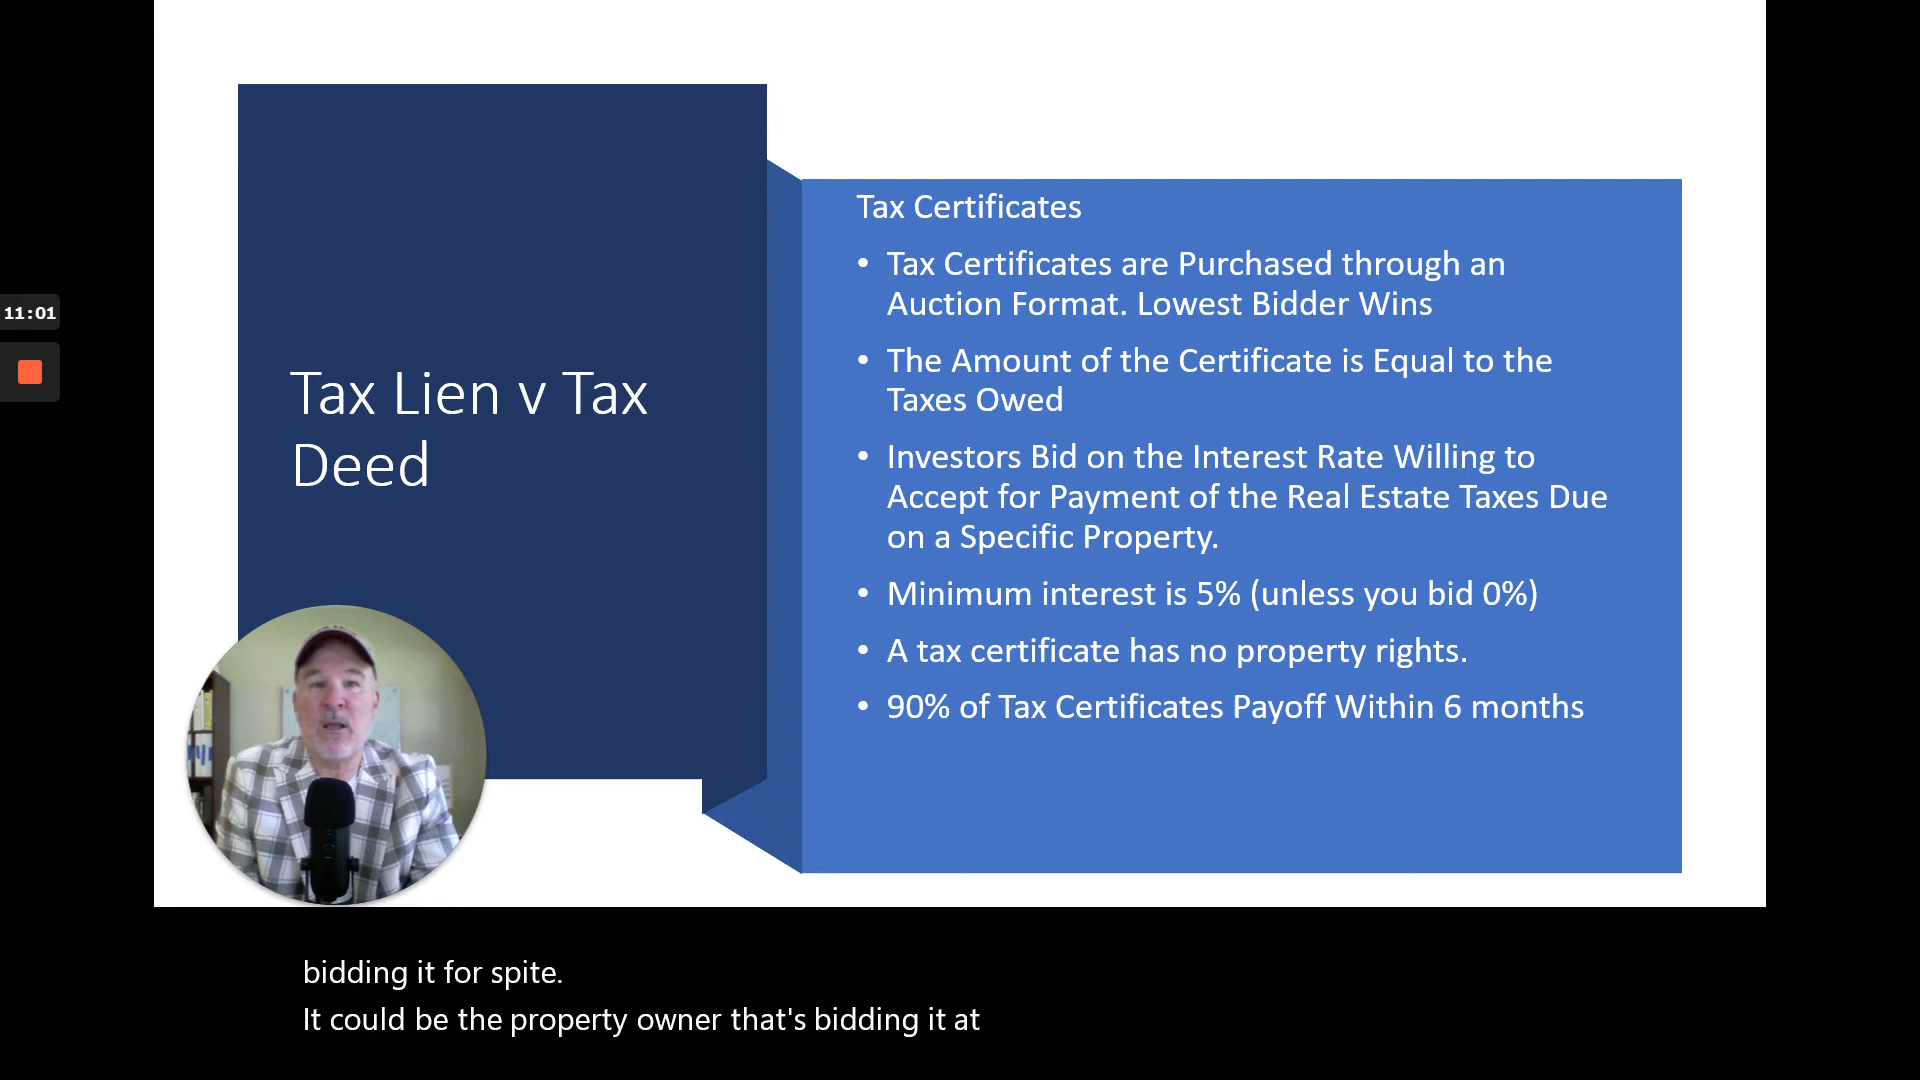 11:01
Tax Lien v Tax
Deed
Tax Certificates
• Tax Certificates are Purchased through an
Auction Format. Lowest Bidder Wins
• The Amount of the Certificate is Equal to the
Taxes Owed
• Investors Bid on the Interest Rate Willing to
Accept for Payment of the Real Estate Taxes Due
on a Specific Property.
• Minimum interest is 5% (unless you bid 0%)
• A tax certificate has no property rights.
• 90% of Tax Certificates Payoff Within 6 months
bidding it for spite.
It could be the property owner that's bidding it at